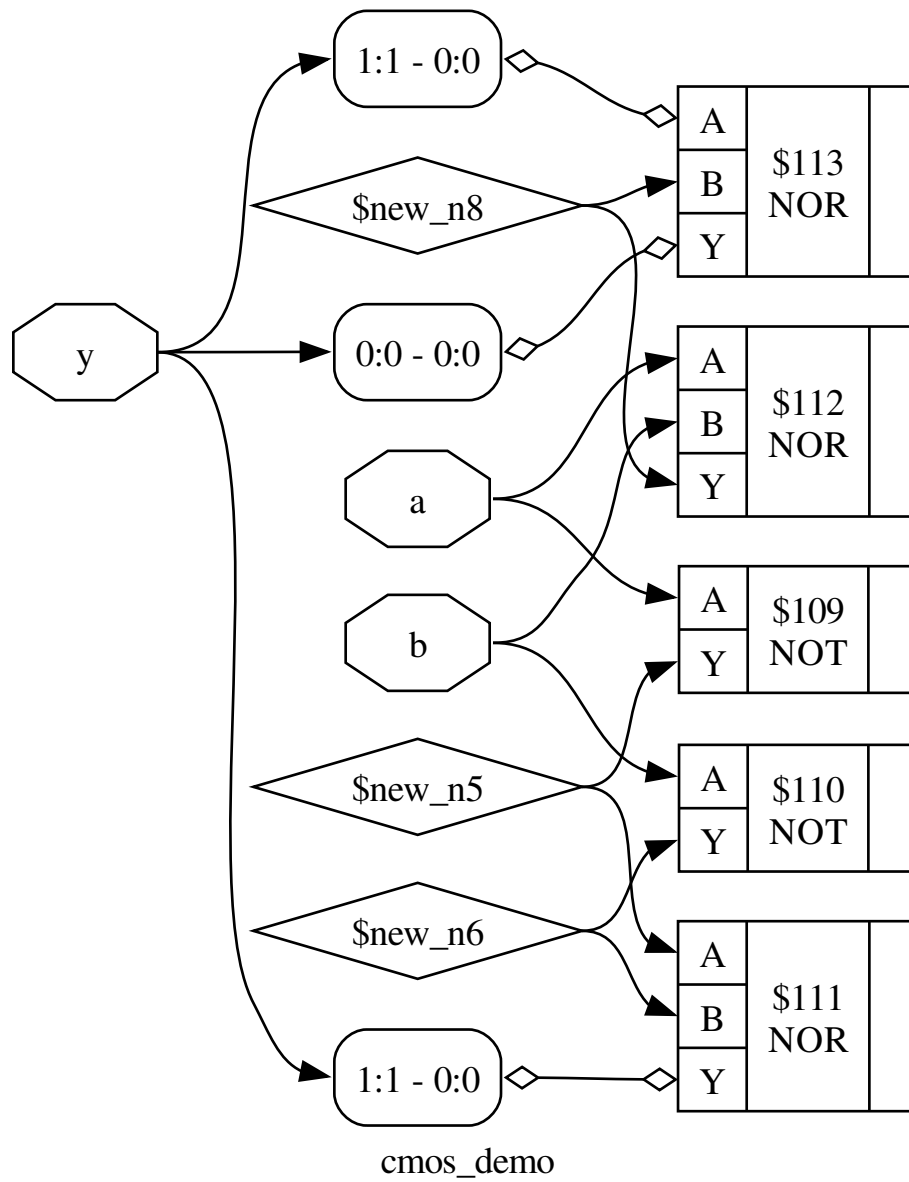 1:1 - 0:0
A
B
Y
$113
NOR
$new_n8
y
0:0 - 0:0
A
B
Y
$112
NOR
a
b
A
Y
$109
NOT
$new_n5
A
Y
$110
NOT
$new_n6
A
B
Y
$111
NOR
1:1 - 0:0
cmos_demo